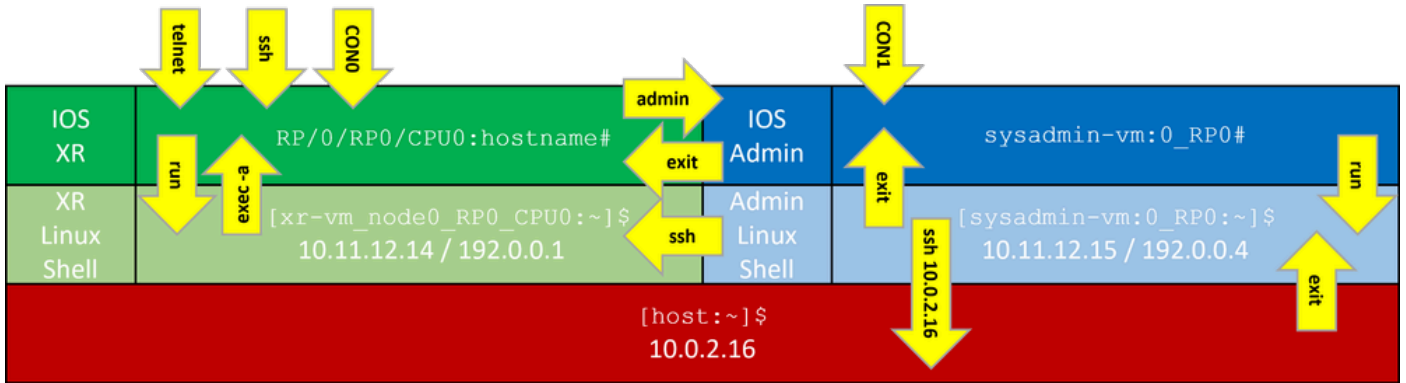 telnet
ssh
CON0
CON1
IOS
XR
RP/0/RP0/CPU0:hostname#
admin
exit
IOS
Admin
sysadmin-vm:0_RP0#
run
exec -a
exit
run
XR
Linux
Shell
[xr-vm_node0_RP0_CPU0:~]$
10.11.12.14 / 192.0.0.1
ssh
Admin
Linux
Shell
[sysadmin-vm:0_RP0:~]$
10.11.12.15 / 192.0.0.4
ssh 10.0.2.16
exit
[host:~]$
10.0.2.16